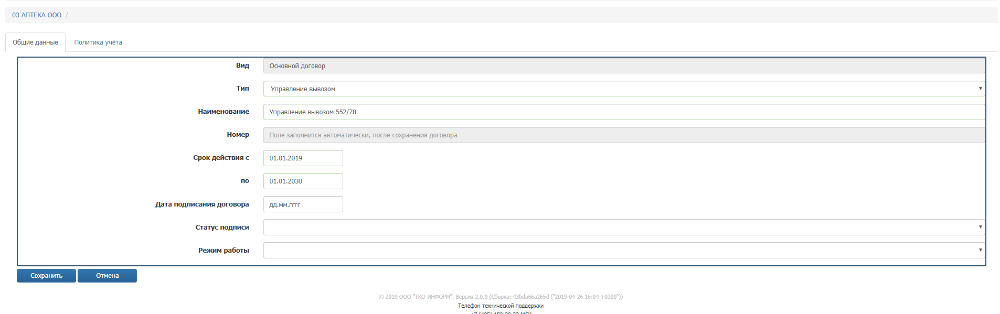 03 АПТЕКА ООО /
Общие данные Политика учёта
Вид Основной договор
Тип Управление вывозом
Наименование Управление вывозом 552/78
Номер Поле заполнится автоматически, после сохранения договора
Срок действия с 01.01.2019
по 01.01.2030
Дата подписания договора дд.мм.гггг
Статус подписи
Режим работы
Сохранить Отмена
© 2019 ООО "ТКО-ИНФОРМ". Версия 2.0.0 (Сборка: 43bda66a265d ("2019-04-26 16:04 +0300"))
Телефон технической поддержки